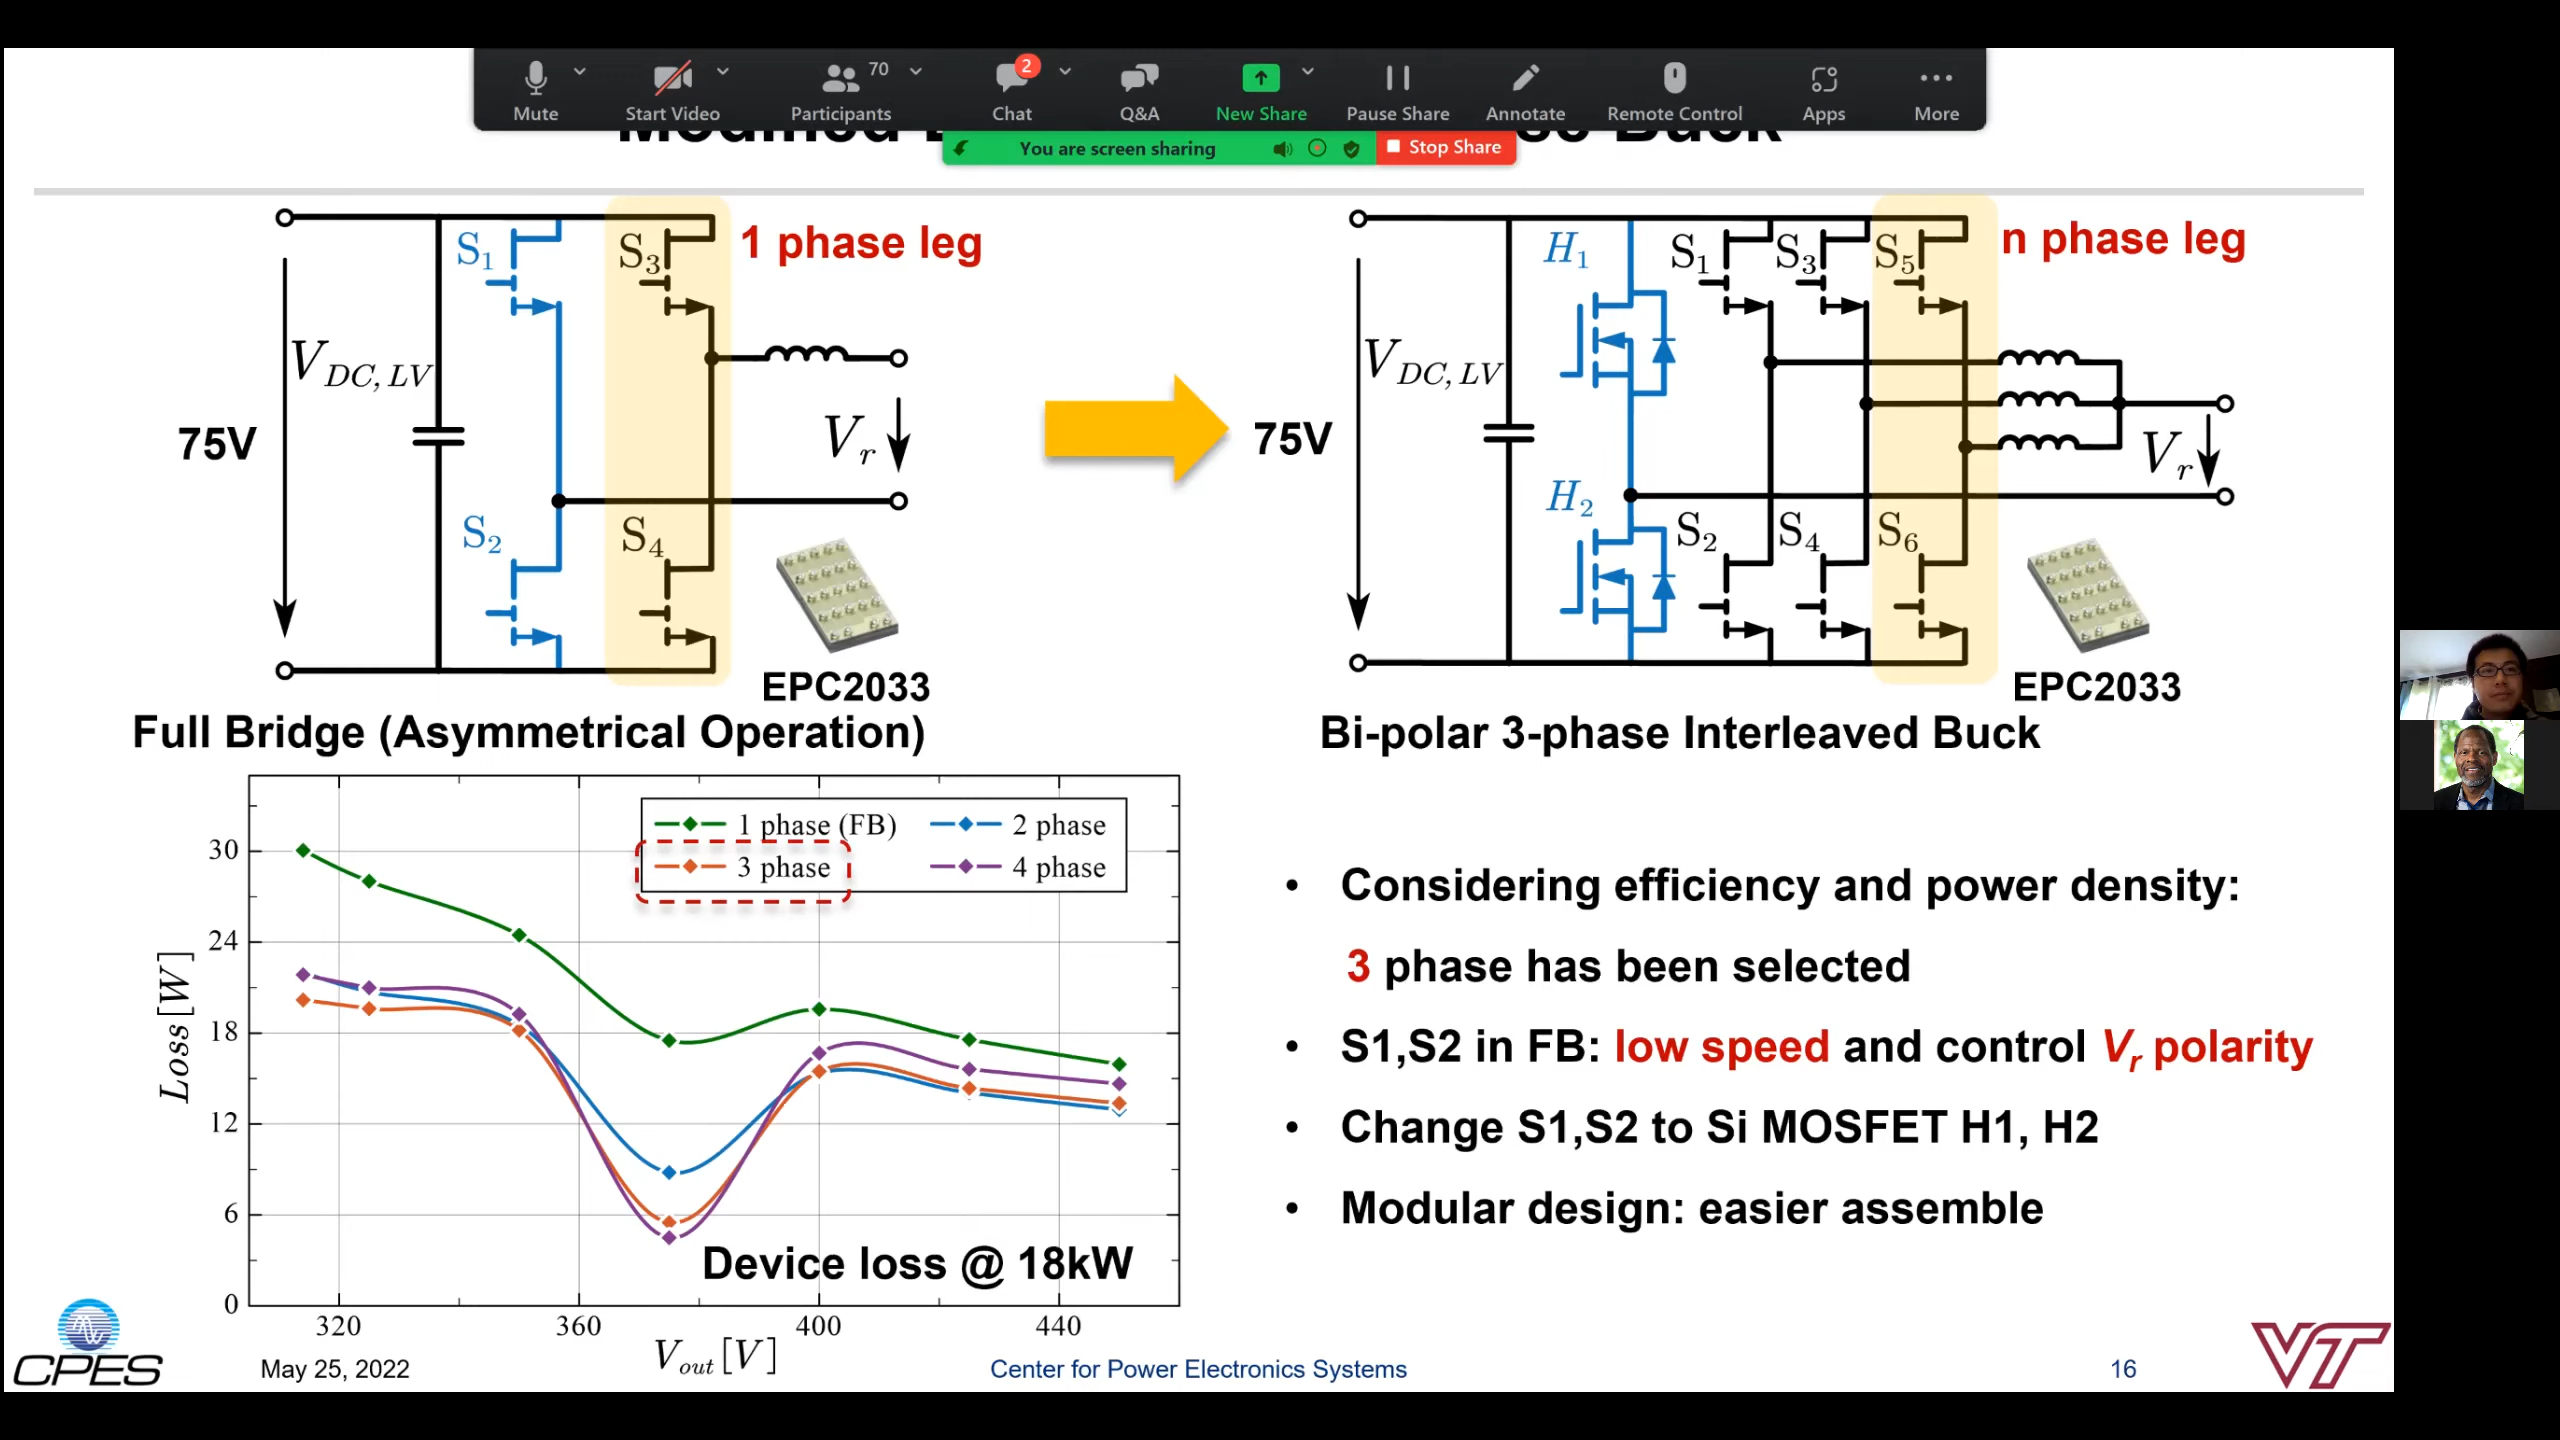 Mute
Start Video
Participants
70
Chat
2
Q&A
New Share
Pause Share
Annotate
Remote Control
Apps
More
You are screen sharing
Stop Share
Buck
S1
S3
1 phase leg
VDC, LV
75V
Vr
S2
S4
EPC2033
Full Bridge (Asymmetrical Operation)
H1
S1
S3
S5
n phase leg
VDC, LV
75V
Vr
H2
S2
S4
S6
EPC2033
Bi-polar 3-phase Interleaved Buck
1 phase (FB)
2 phase
3 phase
4 phase
30
24
18
12
6
0
Loss [W]
Device loss @ 18kW
320
360
400
440
Vout [V]
• Considering efficiency and power density:
3 phase has been selected
• S1,S2 in FB: low speed and control Vr polarity
• Change S1,S2 to Si MOSFET H1, H2
• Modular design: easier assemble
CPES
May 25, 2022
Center for Power Electronics Systems
16
VT